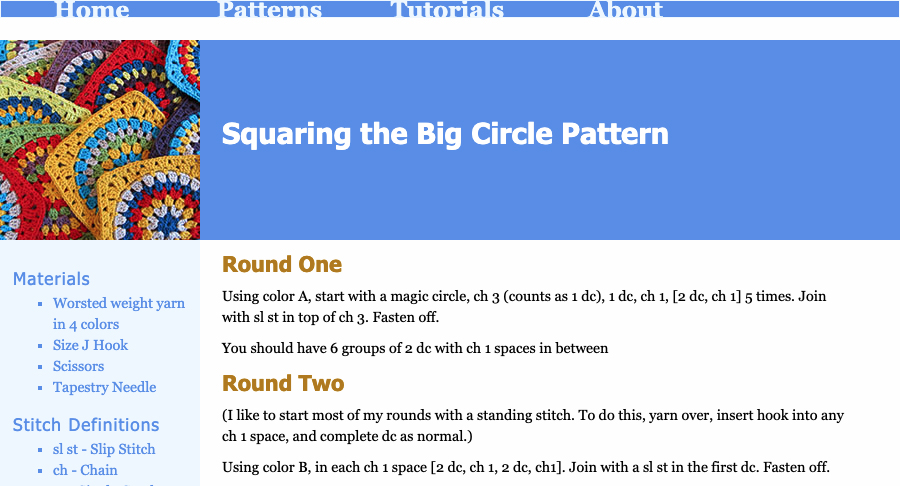 Home Patterns Tutorials About
Squaring the Big Circle Pattern
Materials
Worsted weight yarn
in 4 colors
Size J Hook
Scissors
Tapestry Needle
Stitch Definitions
sl st - Slip Stitch
ch - Chain
Round One
Using color A, start with a magic circle, ch 3 (counts as 1 dc), 1 dc, ch 1, [2 dc, ch 1] 5 times. Join
with sl st in top of ch 3. Fasten off.
You should have 6 groups of 2 dc with ch 1 spaces in between
Round Two
(I like to start most of my rounds with a standing stitch. To do this, yarn over, insert hook into any
ch 1 space, and complete dc as normal.)
Using color B, in each ch 1 space [2 dc, ch 1, 2 dc, ch1]. Join with a sl st in the first dc. Fasten off.